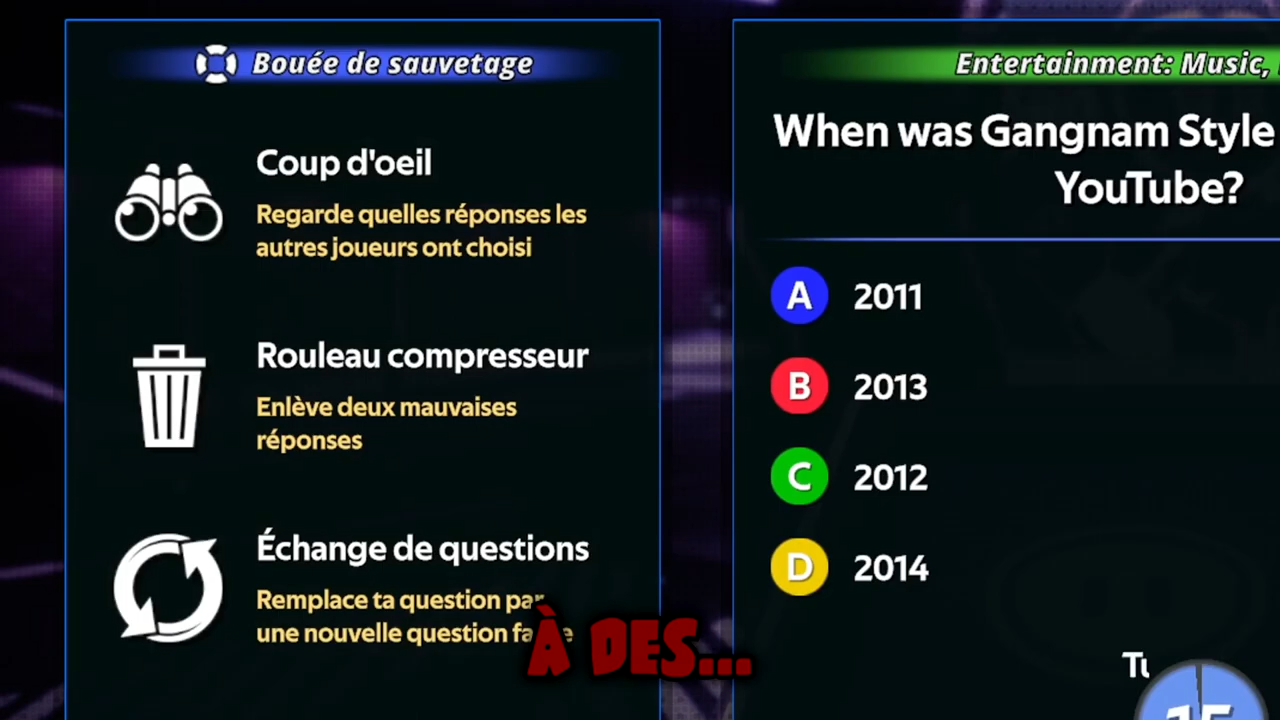 Bouée de sauvetage
Coup d'oeil
Regarde quelles réponses les
autres joueurs ont choisi
Rouleau compresseur
Enlève deux mauvaises
réponses
Échange de questions
Remplace ta question par
une nouvelle question
À DES...
Entertainment: Music,
When was Gangnam Style
YouTube?
A 2011
B 2013
C 2012
D 2014
15